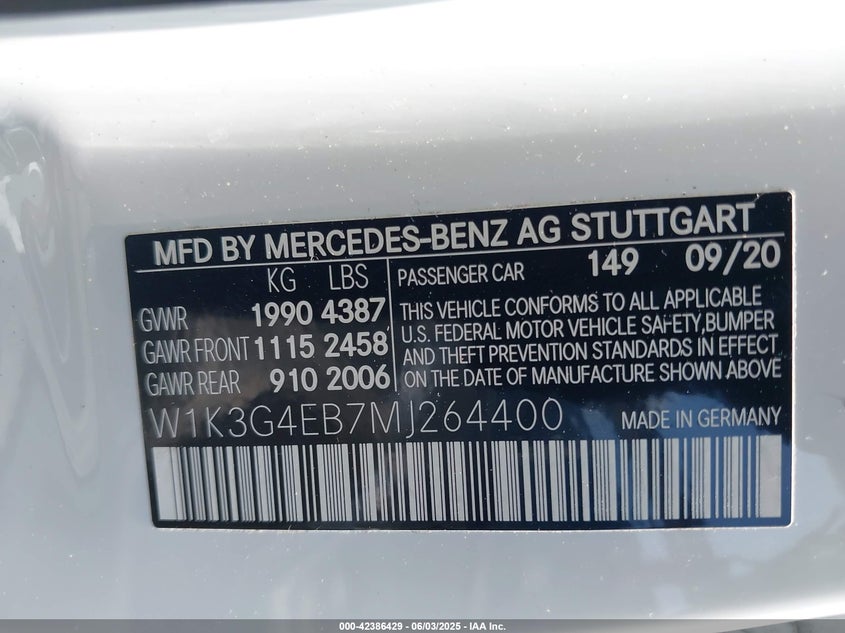 MFD BY MERCEDES-BENZ AG STUTTGART
KG LBS
GVWR 1990 4387
GAWR FRONT 1115 2458
GAWR REAR 910 2006
PASSENGER CAR 149 09/20
THIS VEHICLE CONFORMS TO ALL APPLICABLE
U.S. FEDERAL MOTOR VEHICLE SAFETY,BUMPER
AND THEFT PREVENTION STANDARDS IN EFFECT
ON THE DATE OF MANUFACTURE SHOWN ABOVE
W1K3G4EB7MJ264400
MADE IN GERMANY
000-42386429 - 06/03/2025 - IAA Inc.